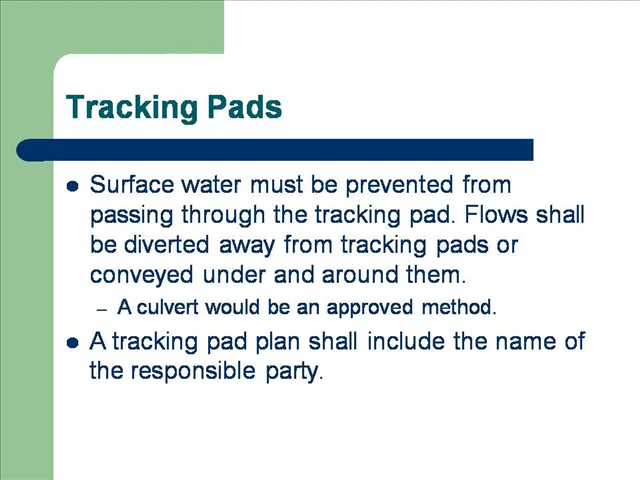 Tracking Pads
Surface water must be prevented from
passing through the tracking pad. Flows shall
be diverted away from tracking pads or
conveyed under and around them.
– A culvert would be an approved method.
A tracking pad plan shall include the name of
the responsible party.